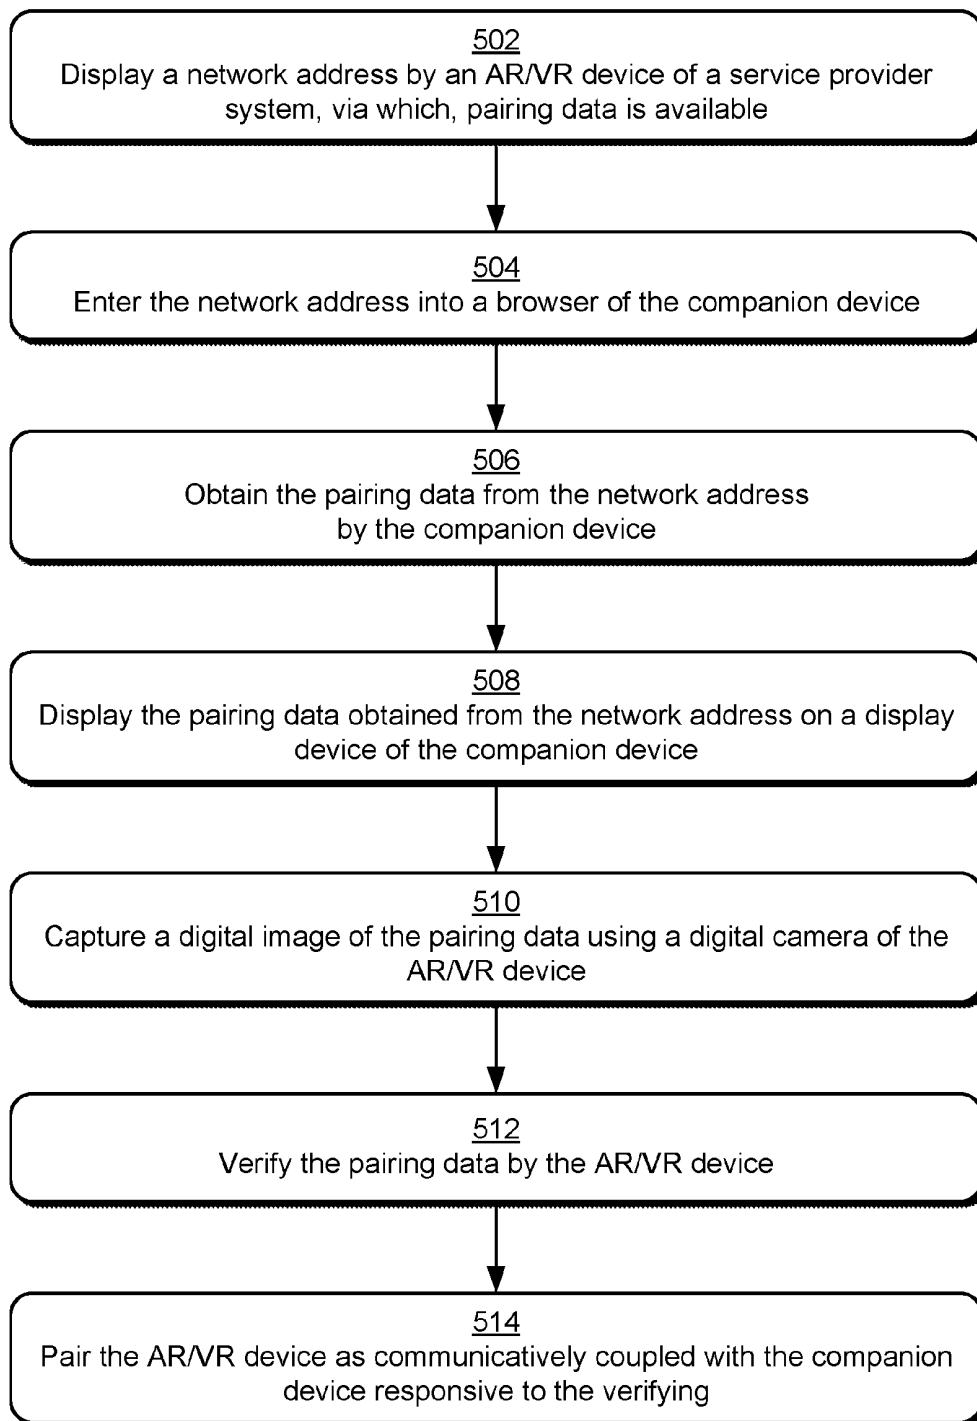 502
Display a network address by an AR/VR device of a service provider
system, via which, pairing data is available
504
Enter the network address into a browser of the companion device
506
Obtain the pairing data from the network address
by the companion device
508
Display the pairing data obtained from the network address on a display
device of the companion device
510
Capture a digital image of the pairing data using a digital camera of the
AR/VR device
512
Verify the pairing data by the AR/VR device
514
Pair the AR/VR device as communicatively coupled with the companion
device responsive to the verifying